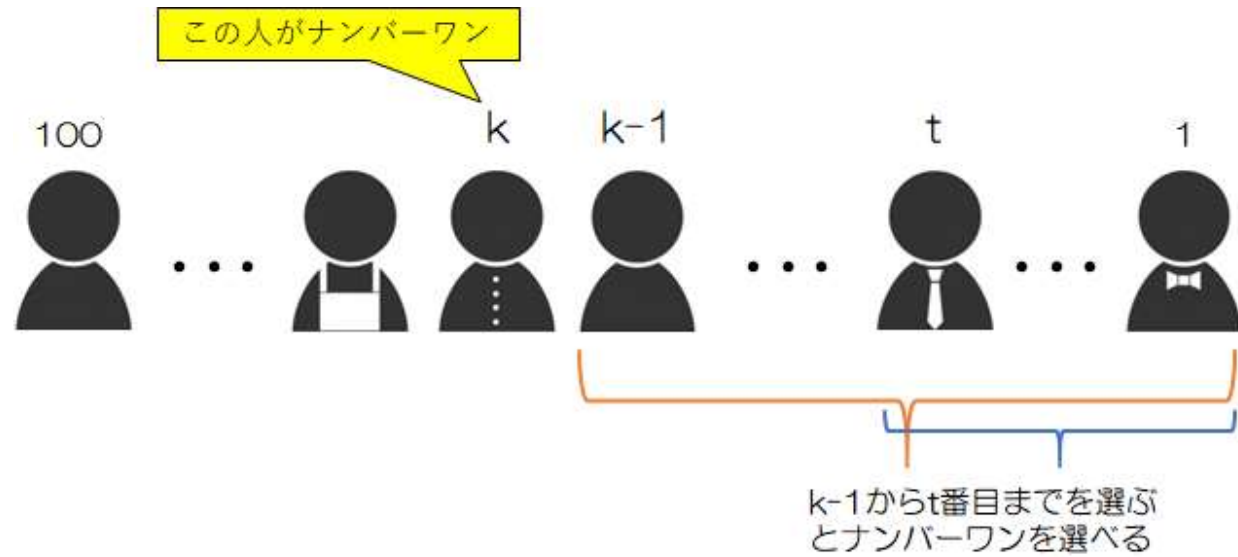 この人がナンバーワン
100 ・・・ k k-1 ・・・ t ・・・ 1
k-1からt番目までを選ぶ
とナンバーワンを選べる